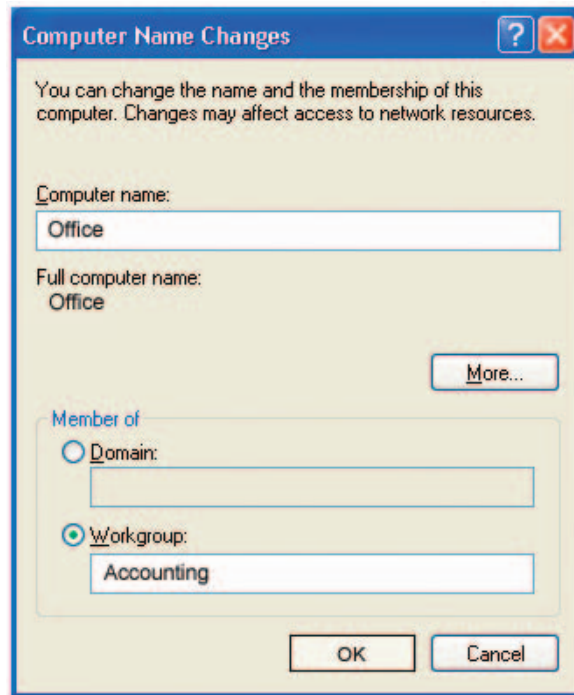 Computer Name Changes
You can change the name and the membership of this
computer. Changes may affect access to network resources.
Computer name:
Office
Full computer name:
Office
More...
Member of
Domain:
Workgroup:
Accounting
OK Cancel